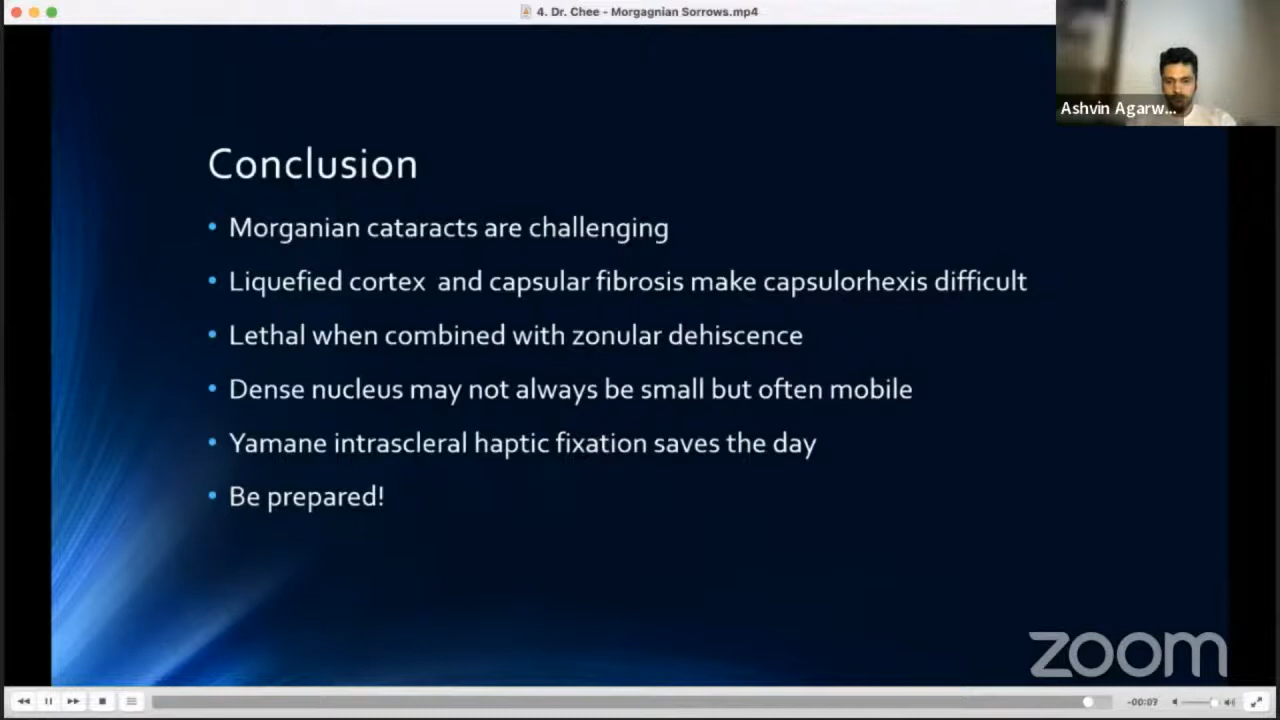 4. Dr. Chee - Morgagnian Sorrows.mp4
Ashvin Agarw...
Conclusion
• Morganian cataracts are challenging
• Liquefied cortex and capsular fibrosis make capsulorhexis difficult
• Lethal when combined with zonular dehiscence
• Dense nucleus may not always be small but often mobile
• Yamane intrascleral haptic fixation saves the day
• Be prepared!
zoom
-00:07